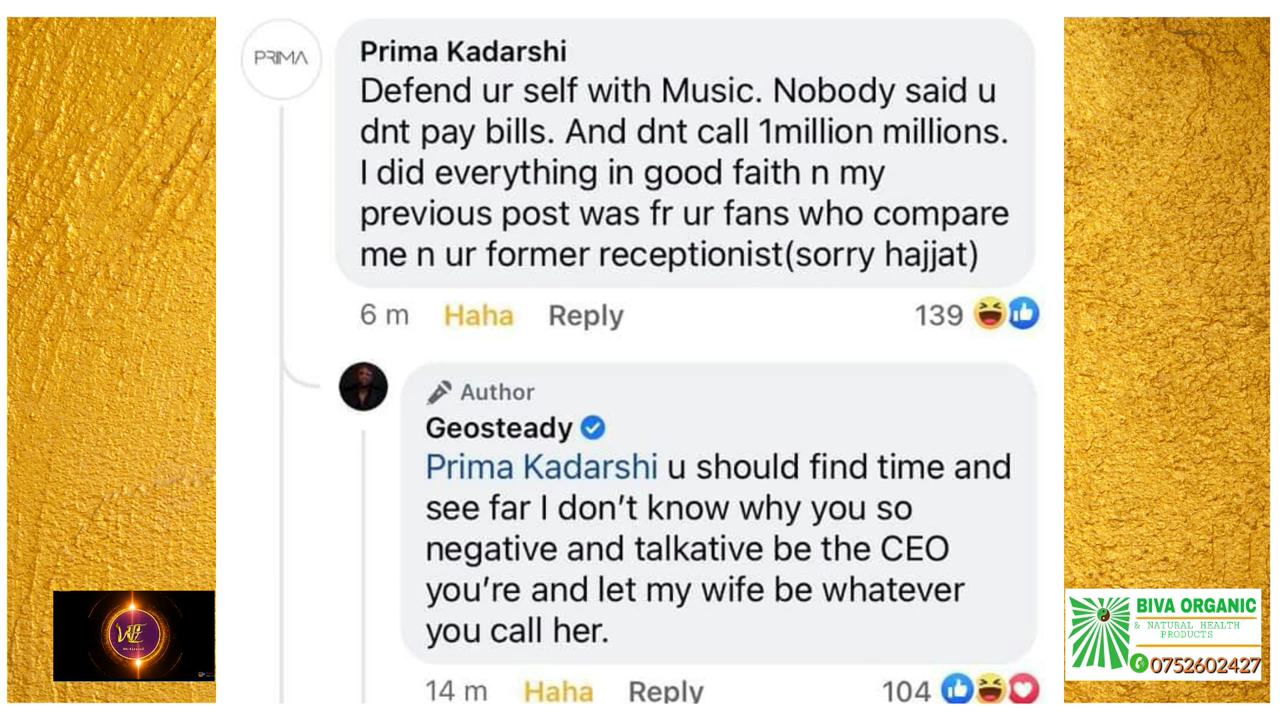 PRIMA
Prima Kadarshi
Defend ur self with Music. Nobody said u
dnt pay bills. And dnt call 1million millions.
I did everything in good faith n my
previous post was fr ur fans who compare
me n ur former receptionist(sorry hajjat)
6 m Haha Reply 139
Author
Geosteady
Prima Kadarshi u should find time and
see far I don’t know why you so
negative and talkative be the CEO
you’re and let my wife be whatever
you call her.
14 m Haha Reply 104
BIVA ORGANIC
& NATURAL HEALTH
PRODUCTS
0752602427